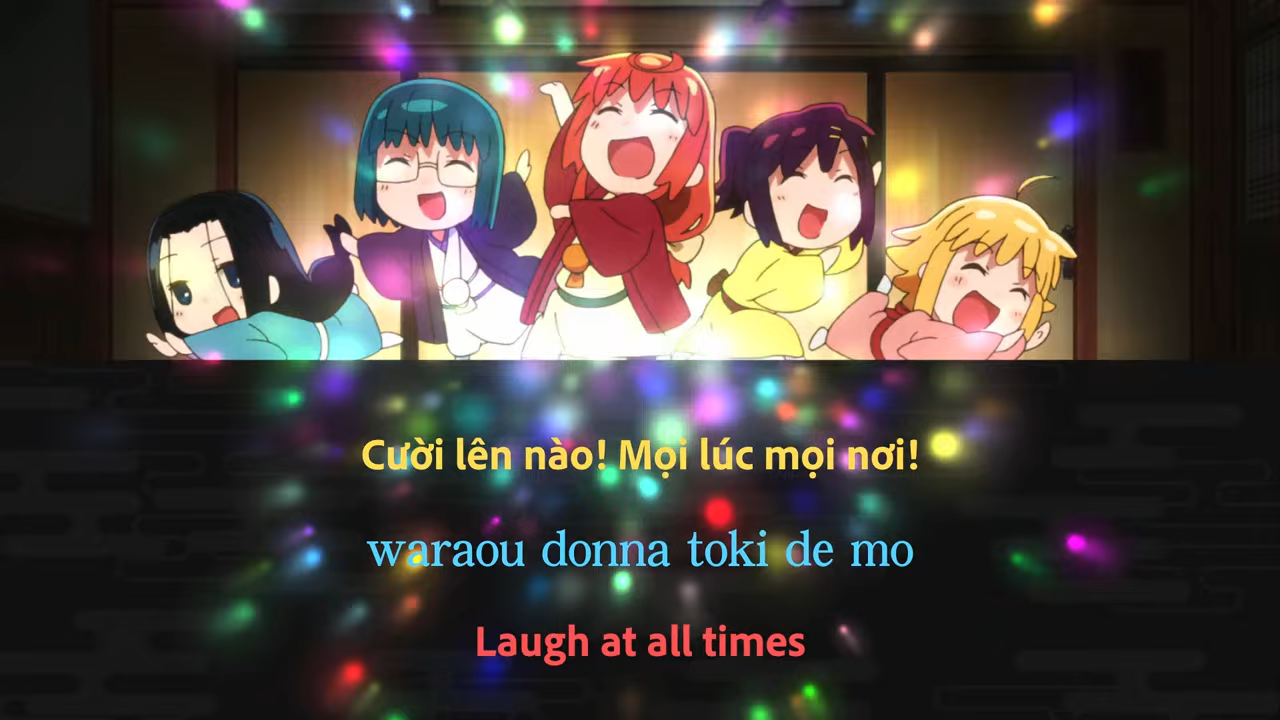 Cười lên nào! Mọi lúc mọi nơi!
waraou donna toki de mo
Laugh at all times